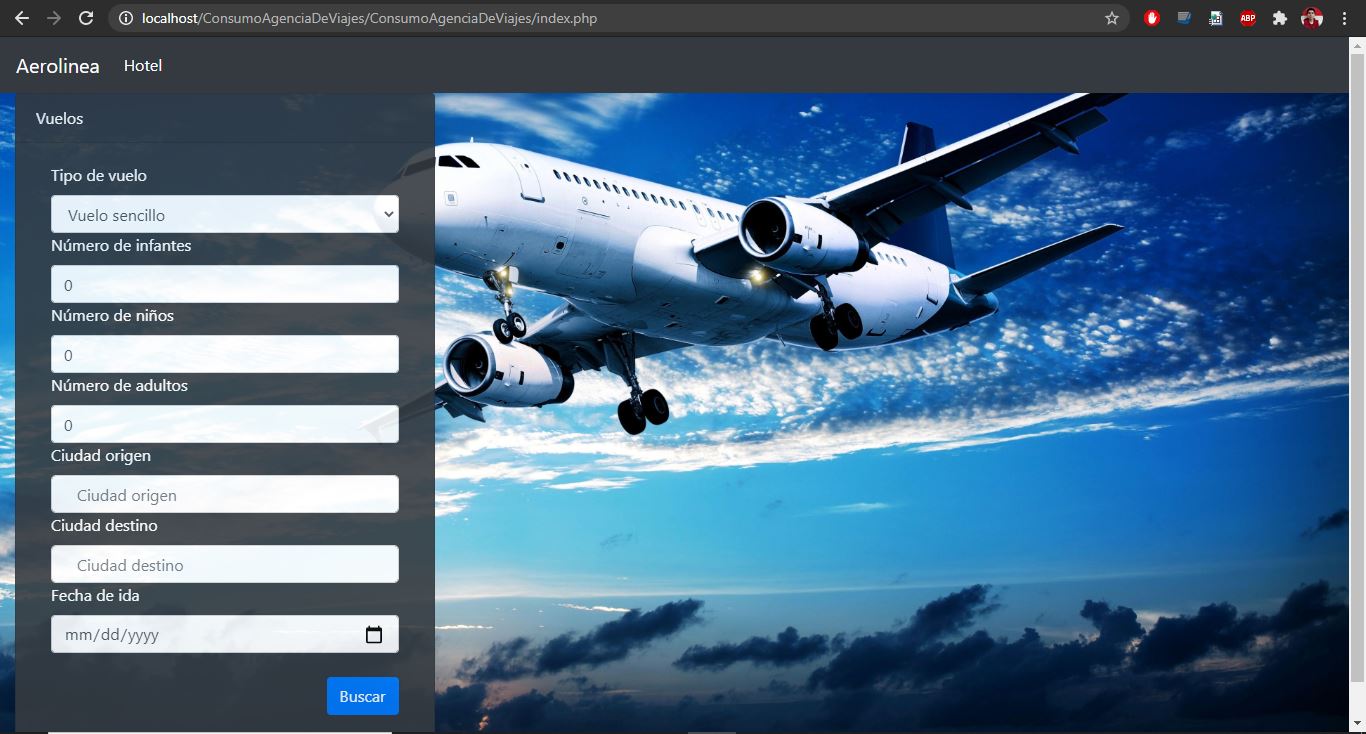 localhost/ConsumoAgenciaDeViajes/ConsumoAgenciaDeViajes/index.php
ABP
Aerolinea Hotel
Vuelos
Tipo de vuelo
Vuelo sencillo
Número de infantes
0
Número de niños
0
Número de adultos
0
Ciudad origen
Ciudad origen
Ciudad destino
Ciudad destino
Fecha de ida
mm/dd/yyyy
Buscar